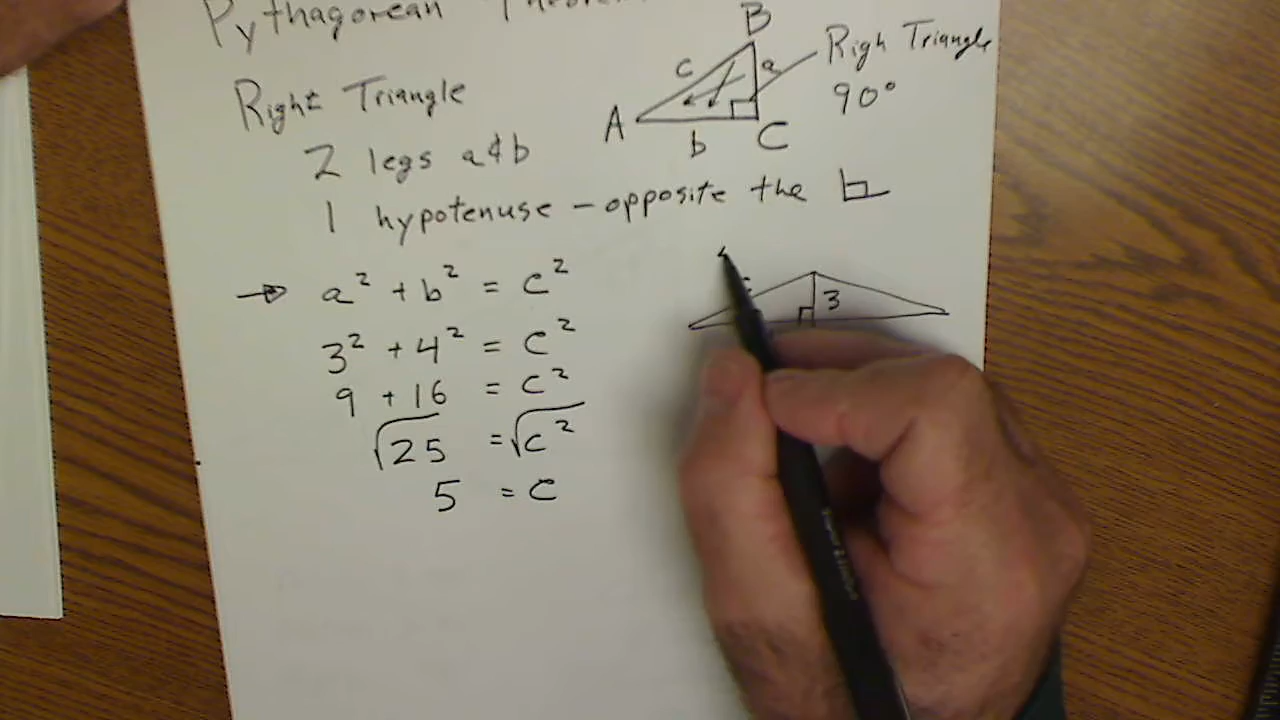 Pythagorean
Right Triangle
2 legs a & b
1 hypotenuse - opposite the
B
c
a
Righ Triangle
90°
A
b
C
→ a² + b² = c²
3² + 4² = c²
9 + 16 = c²
√25 = √c²
5 = c
3